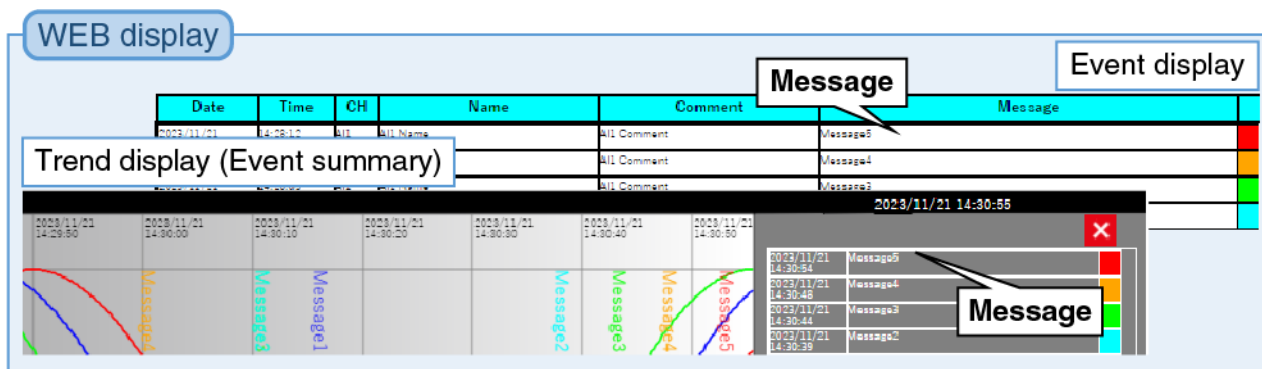 WEB display
Event display
Message
Date Time CH Name Comment Message
2023/11/21 14:28:12 AI1 AI1 Name AI1 Comment Message5
Trend display (Event summary)
AI1 Comment Message4
AI1 Comment Message3
2023/11/21 14:30:55
2023/11/21 2023/11/21 2023/11/21 2023/11/21 2023/11/21 2023/11/21 2023/11/21
14:29:50 14:30:00 14:30:10 14:30:20 14:30:30 14:30:40 14:30:50
Message4
Message3
Message1
Message2
Message3
Message4
Message5
2023/11/21 Message5
14:30:54
2023/11/21 Message4
14:30:48
2023/11/21 Message3
14:30:44
2023/11/21 Message2
14:30:39
Message